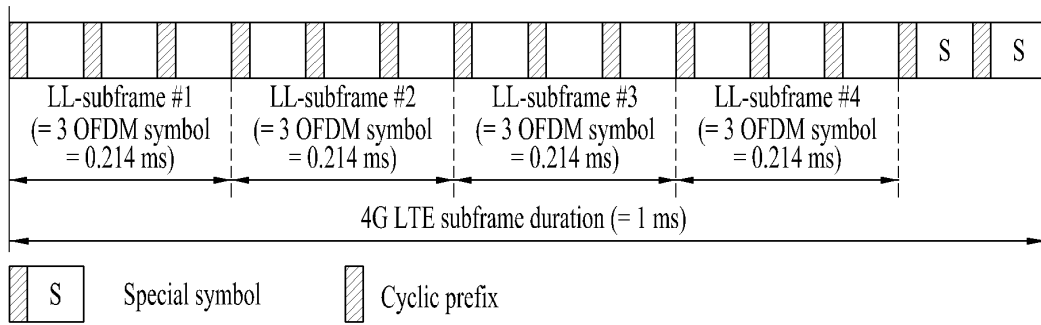 S S
LL-subframe #1 LL-subframe #2 LL-subframe #3 LL-subframe #4
(= 3 OFDM symbol (= 3 OFDM symbol (= 3 OFDM symbol (= 3 OFDM symbol
= 0.214 ms) = 0.214 ms) = 0.214 ms) = 0.214 ms)
4G LTE subframe duration (= 1 ms)
S Special symbol Cyclic prefix